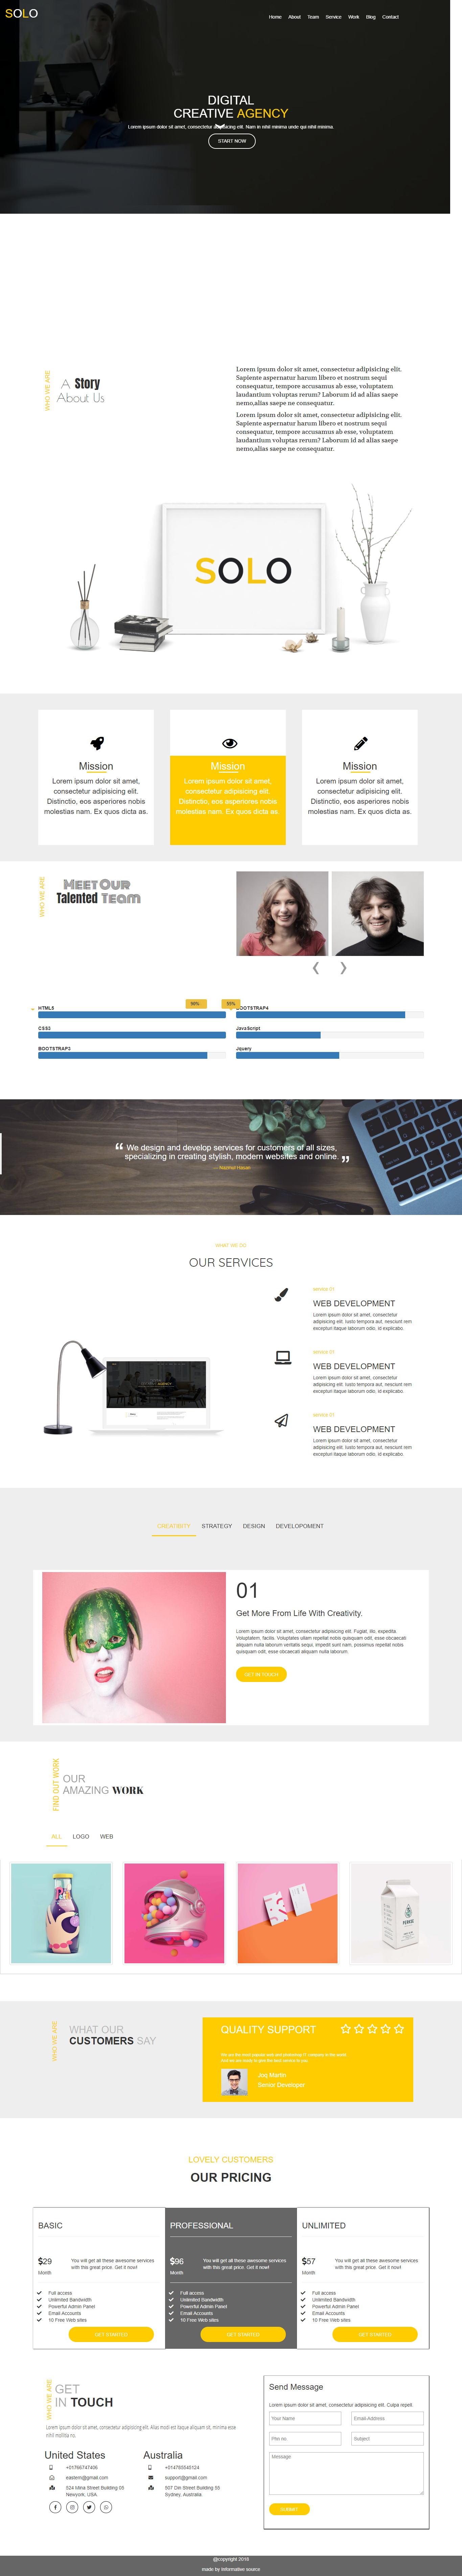 SOLO
Home About Team Service Work Blog Contact
DIGITAL
CREATIVE AGENCY
Lorem ipsum dolor sit amet, consectetur adipisicing elit. Nam in nihil minima unde qui nihil minima.
START NOW
WHO WE ARE
A Story
About Us
Lorem ipsum dolor sit amet, consectetur adipisicing elit.
Sapiente aspernatur harum libero et nostrum sequi
consequatur, tempore accusamus ab esse, voluptatem
laudantium voluptas rerum? Laborum id ad alias saepe
nemo,alias saepe ne consequatur.
Lorem ipsum dolor sit amet, consectetur adipisicing elit.
Sapiente aspernatur harum libero et nostrum sequi
consequatur, tempore accusamus ab esse, voluptatem
laudantium voluptas rerum? Laborum id ad alias saepe
nemo,alias saepe ne consequatur.
SOLO
Mission
Lorem ipsum dolor sit amet,
consectetur adipisicing elit.
Distinctio, eos asperiores nobis
molestias nam. Ex quos dicta as.
Mission
Lorem ipsum dolor sit amet,
consectetur adipisicing elit.
Distinctio, eos asperiores nobis
molestias nam. Ex quos dicta as.
Mission
Lorem ipsum dolor sit amet,
consectetur adipisicing elit.
Distinctio, eos asperiores nobis
molestias nam. Ex quos dicta as.
WHO WE ARE
Meet Our
Talented Team
HTML5
CSS3
BOOTSTRAP3
BOOTSTRAP4
JavaScript
Jquery
“ We design and develop services for customers of all sizes,
specializing in creating stylish, modern websites and online. ”
WHAT WE DO
OUR SERVICES
WEB DEVELOPMENT
Lorem ipsum dolor sit amet, consectetur
adipisicing elit. Iusto tempora aut, nesciunt rem
excepturi itaque laborum odio, id explicabo.
WEB DEVELOPMENT
Lorem ipsum dolor sit amet, consectetur
adipisicing elit. Iusto tempora aut, nesciunt rem
excepturi itaque laborum odio, id explicabo.
WEB DEVELOPMENT
Lorem ipsum dolor sit amet, consectetur
adipisicing elit. Iusto tempora aut, nesciunt rem
excepturi itaque laborum odio, id explicabo.
STRATEGY DESIGN DEVELOPOMENT
01
Get More From Life With Creativity.
Lorem ipsum dolor sit amet, consectetur adipisicing elit. Fugiat, illo, expedita.
Voluptatem, facilis. Voluptates ullam repellat nobis quisquam odit, esse obcaecati
aliquam nulla laborum veritatis sequi, impedit sunt nam, possimus repellat nobis
quisquam odit, esse obcaecati aliquam nulla laborum.
GET IN TOUCH
FIND OUT WORK
OUR
AMAZING WORK
ALL LOGO WEB
WHO WE ARE
WHAT OUR
CUSTOMERS SAY
QUALITY SUPPORT
Joq Martin
Senior Developer
LOVELY CUSTOMERS
OUR PRICING
BASIC
$29
Month
You will get all these awesome services
with this great price. Get it now!
Full access
Unlimited Bandwidth
Powerful Admin Panel
Email Accounts
10 Free Web sites
GET STARTED
PROFESSIONAL
$96
Month
You will get all these awesome services
with this great price. Get it now!
Full access
Unlimited Bandwidth
Powerful Admin Panel
Email Accounts
10 Free Web sites
GET STARTED
UNLIMITED
$57
Month
You will get all these awesome services
with this great price. Get it now!
Full access
Unlimited Bandwidth
Powerful Admin Panel
Email Accounts
10 Free Web sites
GET STARTED
WHO WE ARE
GET
IN TOUCH
Lorem ipsum dolor sit amet, consectetur adipisicing elit. Alias modi est itaque aliquam sit, minima esse
nihil mollitia no.
United States
+01766747406
eastern@gmail.com
524 Mina Street Building 05
Newyork, USA.
Australia
+014765545124
support@gmail.com
507 Dei Street Building 55
Sydney, Australia.
Send Message
Lorem ipsum dolor sit amet, consectetur adipisicing elit. Culpa repell
Your Name
Email-Address
Phn no.
Subject
Message
SUBMIT
@copyright 2016
made by Informative source